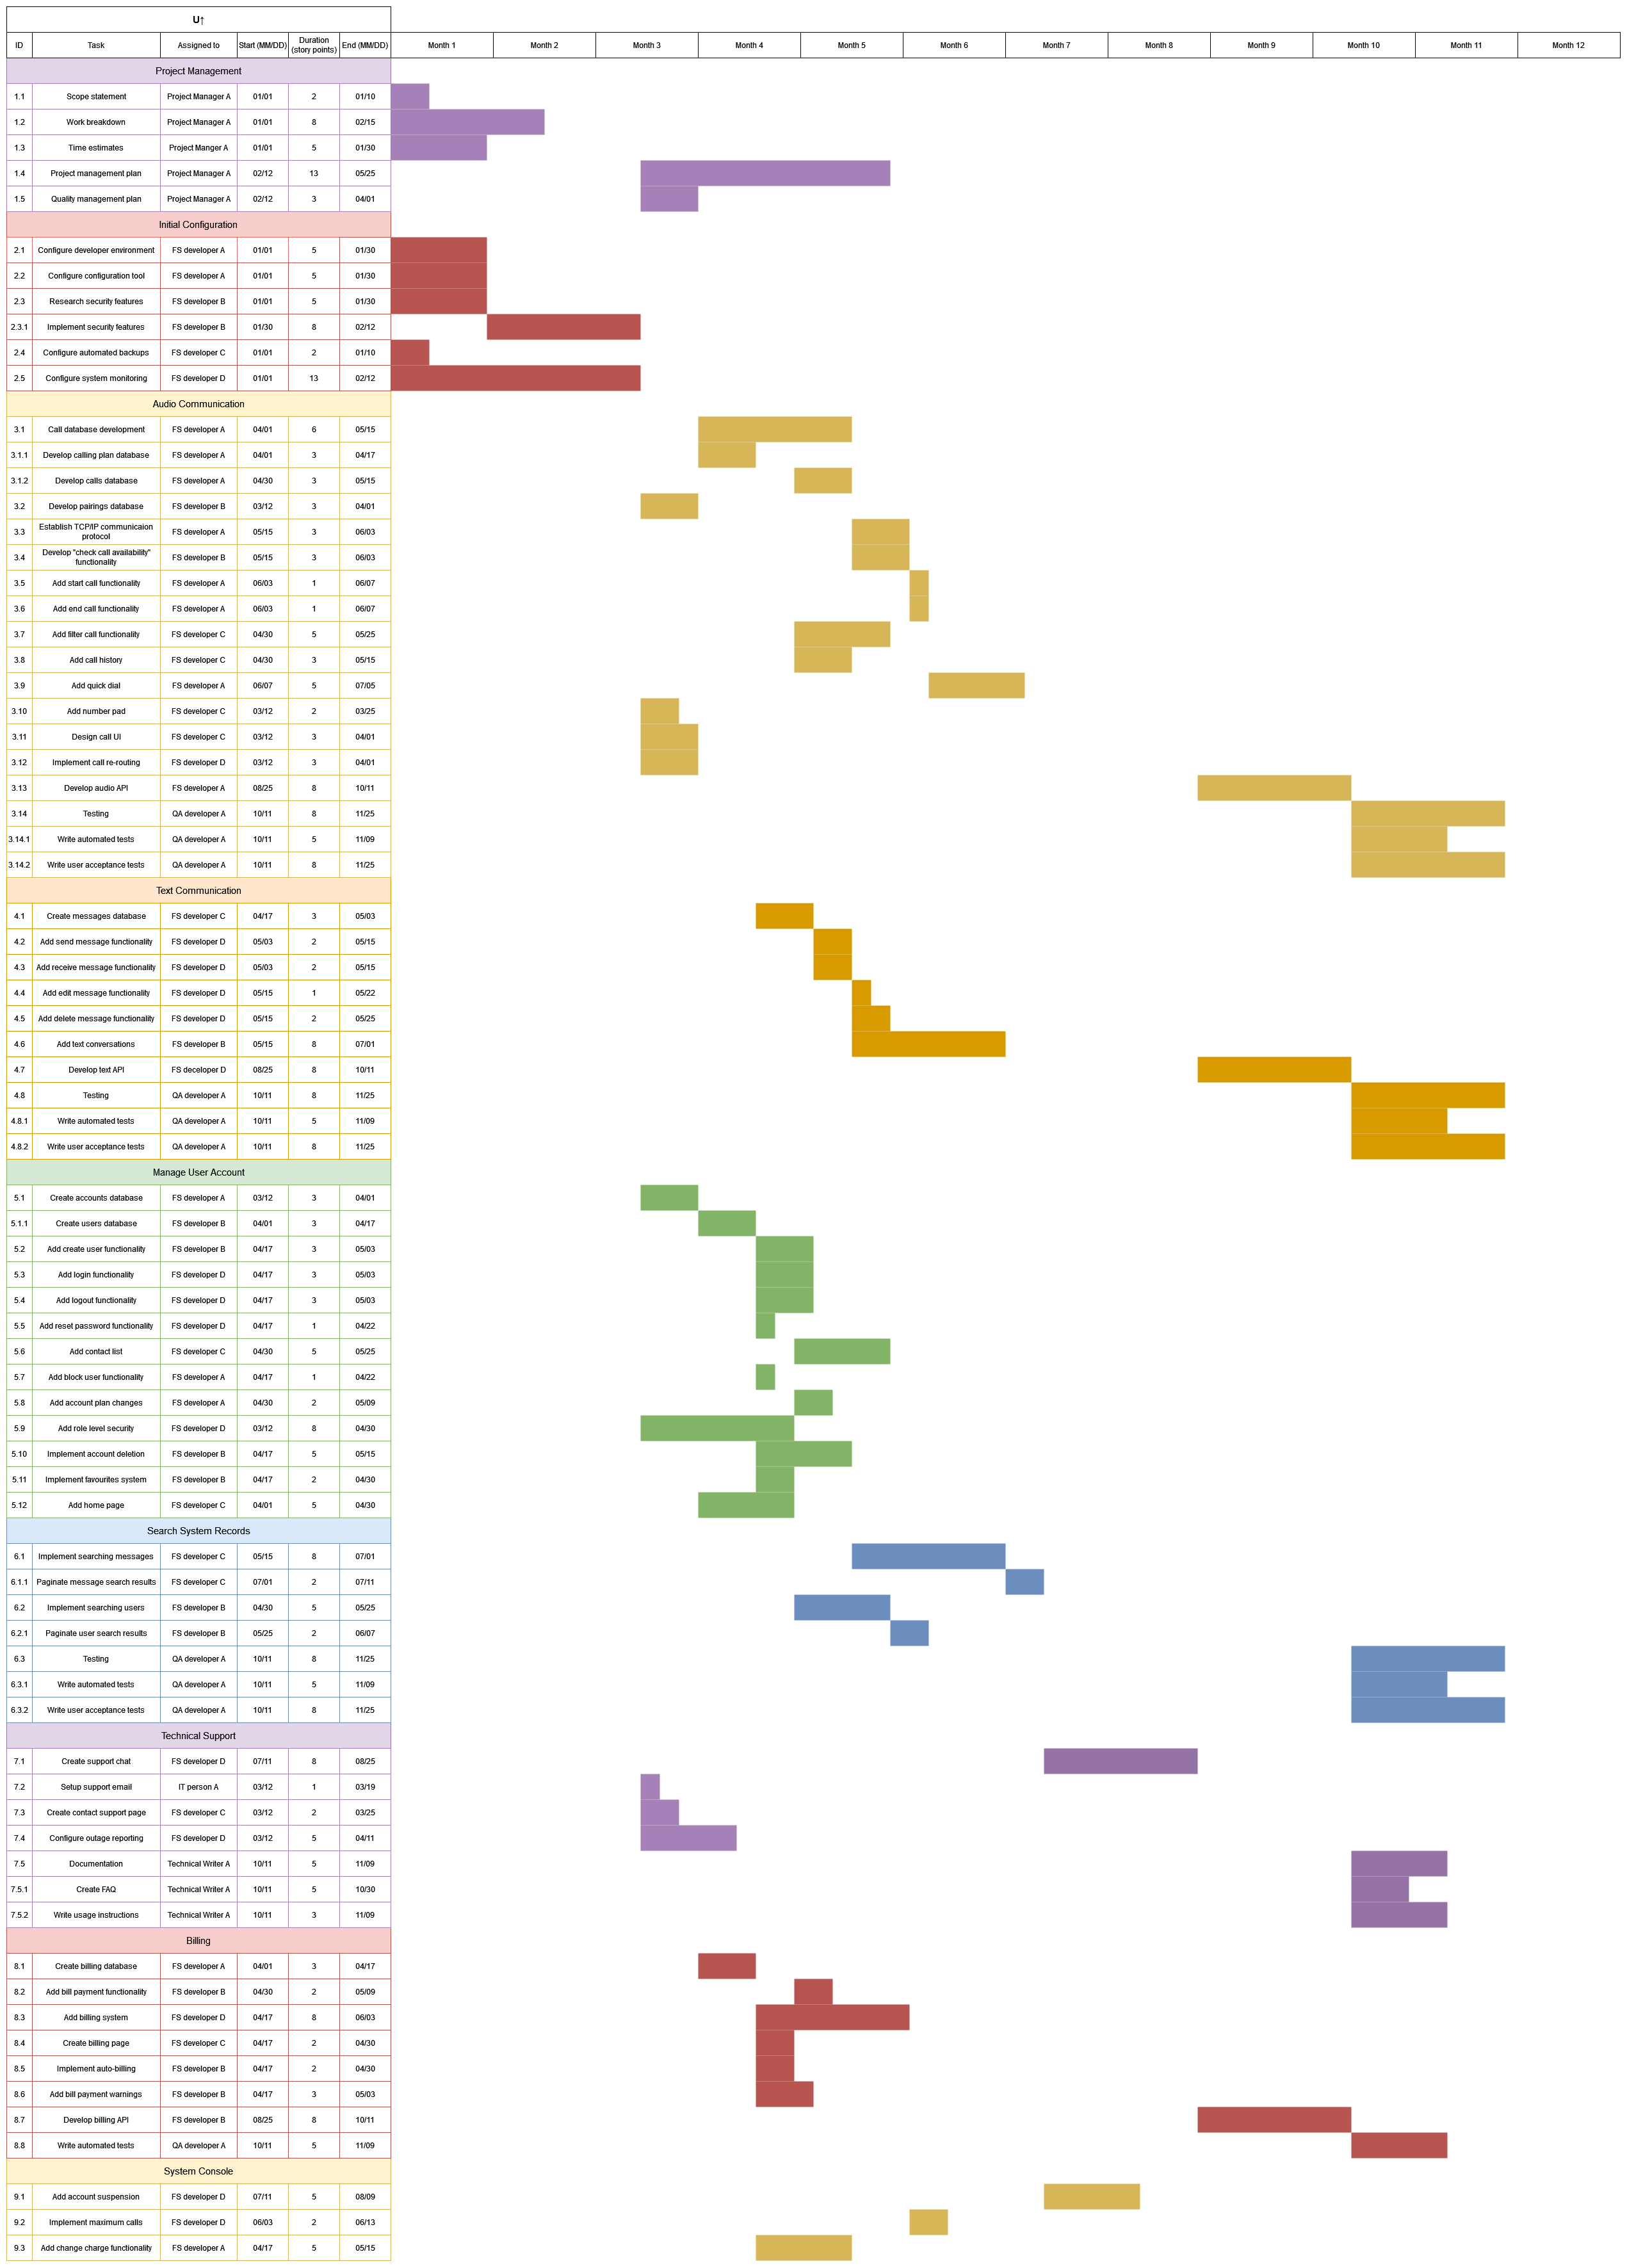 U↑
ID Task Assigned to Start (MM/DD) Duration (story points) End (MM/DD) Month 1 Month 2 Month 3 Month 4 Month 5 Month 6 Month 7 Month 8 Month 9 Month 10 Month 11 Month 12
Project Management
1.1 Scope statement Project Manager A 01/01 2 01/10
1.2 Work breakdown Project Manager A 01/01 8 02/15
1.3 Time estimates Project Manger A 01/01 5 01/30
1.4 Project management plan Project Manager A 02/12 13 05/25
1.5 Quality management plan Project Manager A 02/12 3 04/01
Initial Configuration
2.1 Configure developer environment FS developer A 01/01 5 01/30
2.2 Configure configuration tool FS developer A 01/01 5 01/30
2.3 Research security features FS developer B 01/01 5 01/30
2.3.1 Implement security features FS developer B 01/30 8 02/12
2.4 Configure automated backups FS developer C 01/01 2 01/10
2.5 Configure system monitoring FS developer D 01/01 13 02/12
Audio Communication
3.1 Call database development FS developer A 04/01 6 05/15
3.1.1 Develop calling plan database FS developer A 04/01 3 04/17
3.1.2 Develop calls database FS developer A 04/30 3 05/15
3.2 Develop pairings database FS developer B 03/12 3 04/01
3.3 Establish TCP/IP communicaion protocol FS developer A 05/15 3 06/03
3.4 Develop "check call availability" functionality FS developer B 05/15 3 06/03
3.5 Add start call functionality FS developer A 06/03 1 06/07
3.6 Add end call functionality FS developer A 06/03 1 06/07
3.7 Add filter call functionality FS developer C 04/30 5 05/25
3.8 Add call history FS developer C 04/30 3 05/15
3.9 Add quick dial FS developer A 06/07 5 07/05
3.10 Add number pad FS developer C 03/12 2 03/25
3.11 Design call UI FS developer C 03/12 3 04/01
3.12 Implement call re-routing FS developer D 03/12 3 04/01
3.13 Develop audio API FS developer A 08/25 8 10/11
3.14 Testing QA developer A 10/11 8 11/25
3.14.1 Write automated tests QA developer A 10/11 5 11/09
3.14.2 Write user acceptance tests QA developer A 10/11 8 11/25
Text Communication
4.1 Create messages database FS developer C 04/17 3 05/03
4.2 Add send message functionality FS developer D 05/03 2 05/15
4.3 Add receive message functionality FS developer D 05/03 2 05/15
4.4 Add edit message functionality FS developer D 05/15 1 05/22
4.5 Add delete message functionality FS developer D 05/15 2 05/25
4.6 Add text conversations FS developer B 05/15 8 07/01
4.7 Develop text API FS deceloper D 08/25 8 10/11
4.8 Testing QA developer A 10/11 8 11/25
4.8.1 Write automated tests QA developer A 10/11 5 11/09
4.8.2 Write user acceptance tests QA developer A 10/11 8 11/25
Manage User Account
5.1 Create accounts database FS developer A 03/12 3 04/01
5.1.1 Create users database FS developer B 04/01 3 04/17
5.2 Add create user functionality FS developer B 04/17 3 05/03
5.3 Add login functionality FS developer D 04/17 3 05/03
5.4 Add logout functionality FS developer D 04/17 3 05/03
5.5 Add reset password functionality FS developer D 04/17 1 04/22
5.6 Add contact list FS developer C 04/30 5 05/25
5.7 Add block user functionality FS developer A 04/17 1 04/22
5.8 Add account plan changes FS developer A 04/30 2 05/09
5.9 Add role level security FS developer D 03/12 8 04/30
5.10 Implement account deletion FS developer B 04/17 5 05/15
5.11 Implement favourites system FS developer B 04/17 2 04/30
5.12 Add home page FS developer C 04/01 5 04/30
Search System Records
6.1 Implement searching messages FS developer C 05/15 8 07/01
6.1.1 Paginate message search results FS developer C 07/01 2 07/11
6.2 Implement searching users FS developer B 04/30 5 05/25
6.2.1 Paginate user search results FS developer B 05/25 2 06/07
6.3 Testing QA developer A 10/11 8 11/25
6.3.1 Write automated tests QA developer A 10/11 5 11/09
6.3.2 Write user acceptance tests QA developer A 10/11 8 11/25
Technical Support
7.1 Create support chat FS developer D 07/11 8 08/25
7.2 Setup support email IT person A 03/12 1 03/19
7.3 Create contact support page FS developer C 03/12 2 03/25
7.4 Configure outage reporting FS developer D 03/12 5 04/11
7.5 Documentation Technical Writer A 10/11 5 11/09
7.5.1 Create FAQ Technical Writer A 10/11 5 10/30
7.5.2 Write usage instructions Technical Writer A 10/11 3 11/09
Billing
8.1 Create billing database FS developer A 04/01 3 04/17
8.2 Add bill payment functionality FS developer B 04/30 2 05/09
8.3 Add billing system FS developer D 04/17 8 06/03
8.4 Create billing page FS developer C 04/17 2 04/30
8.5 Implement auto-billing FS developer B 04/17 2 04/30
8.6 Add bill payment warnings FS developer B 04/17 3 05/03
8.7 Develop billing API FS developer B 08/25 8 10/11
8.8 Write automated tests QA developer A 10/11 5 11/09
System Console
9.1 Add account suspension FS developer D 07/11 5 08/09
9.2 Implement maximum calls FS developer D 06/03 2 06/13
9.3 Add change charge functionality FS developer A 04/17 5 05/15